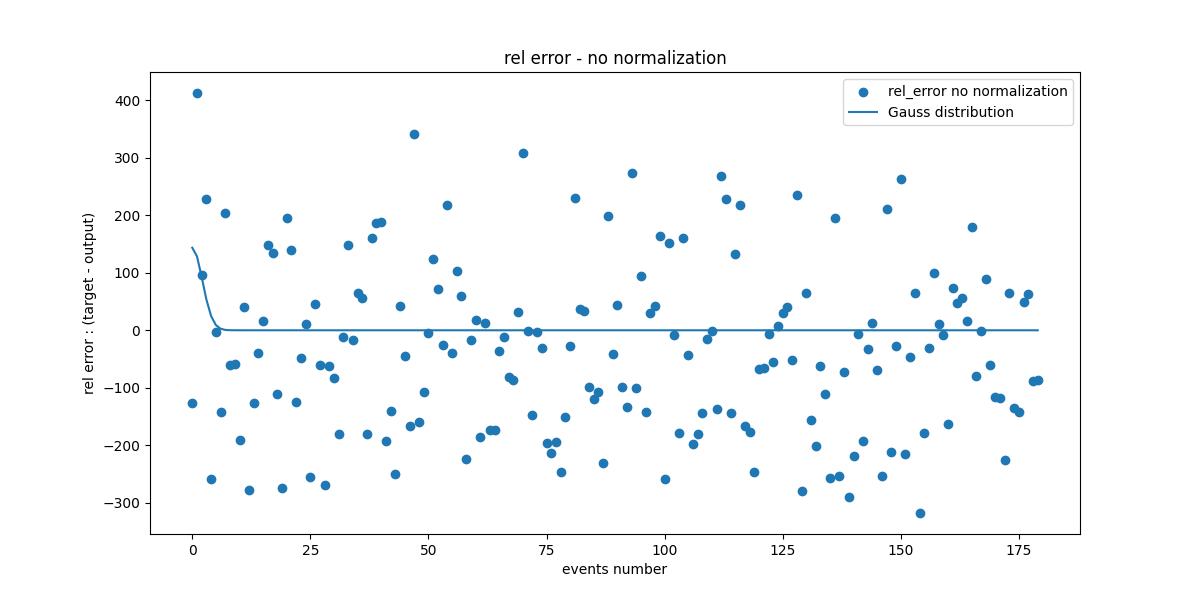 rel error - no normalization
rel_error no normalization
Gauss distribution
rel error : (target - output)
400
300
200
100
0
−100
−200
−300
0 25 50 75 100 125 150 175
events number